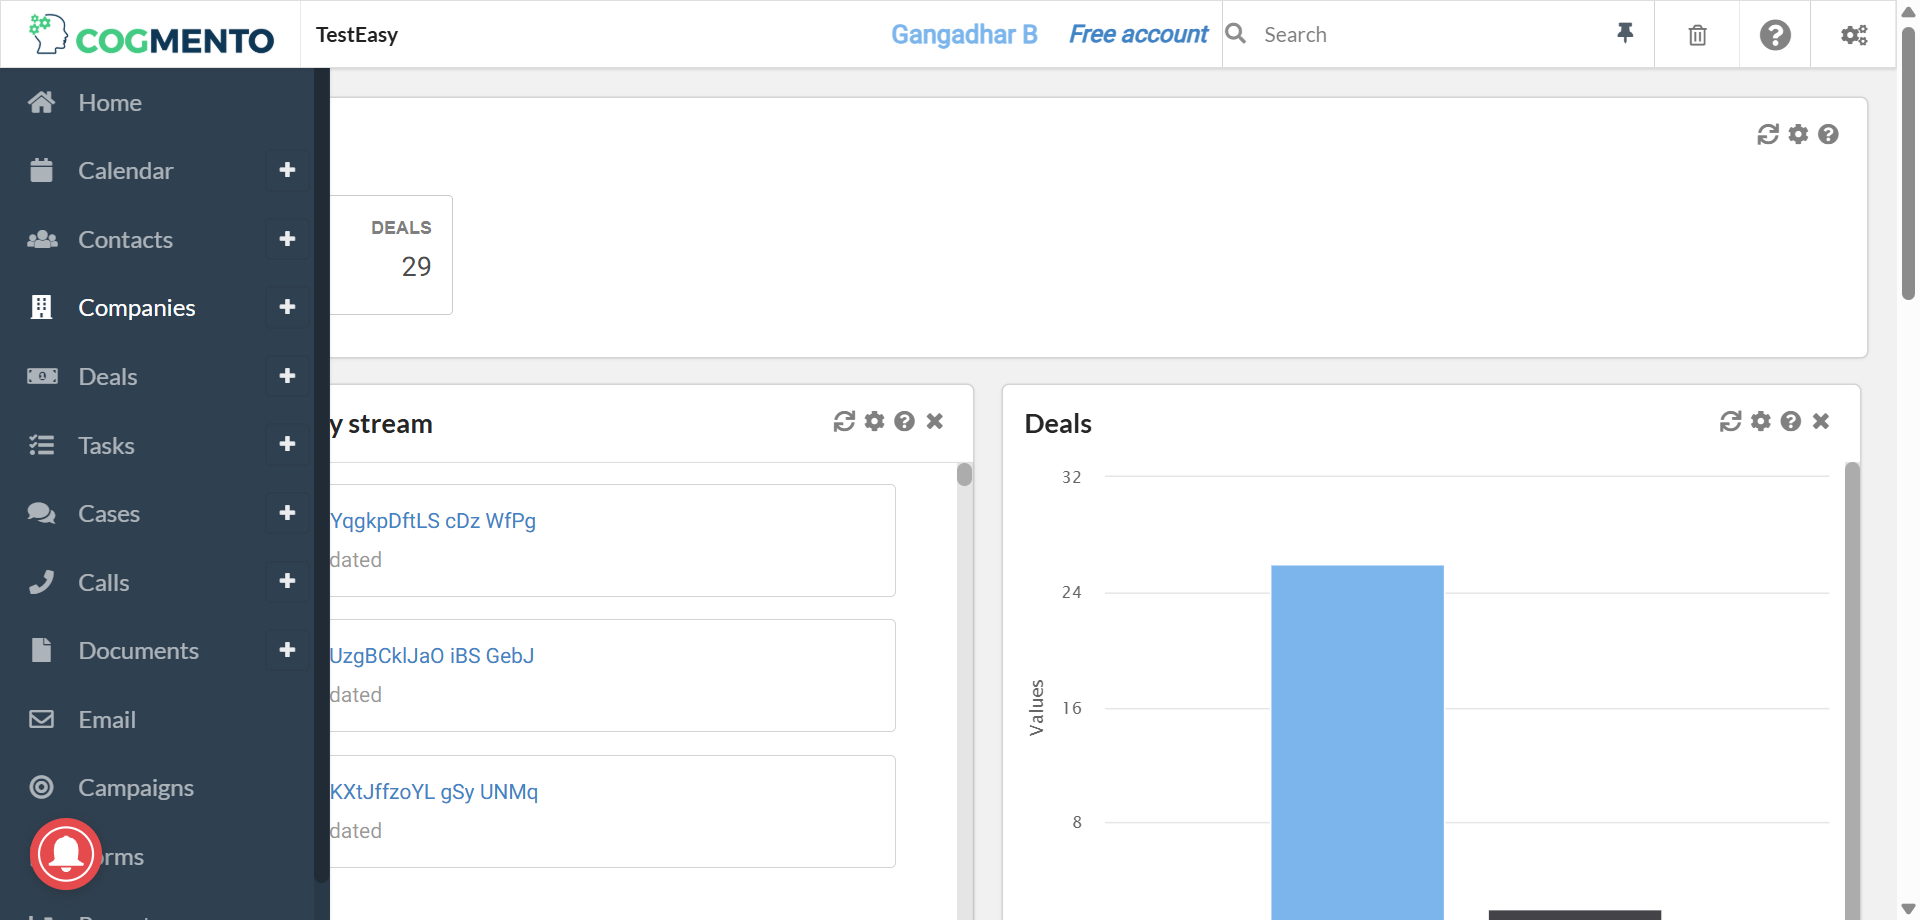 COGMENTO
TestEasy
Gangadhar B
Free account
Search
Home
Calendar
Contacts
Companies
Deals
Tasks
Cases
Calls
Documents
Email
Campaigns
orms
DEALS
29
y stream
YqgkpDftLS cDz WfPg
dated
UzgBCklJaO iBS GebJ
dated
KXtJffzoYL gSy UNMq
dated
Deals
32
24
16
8
Values